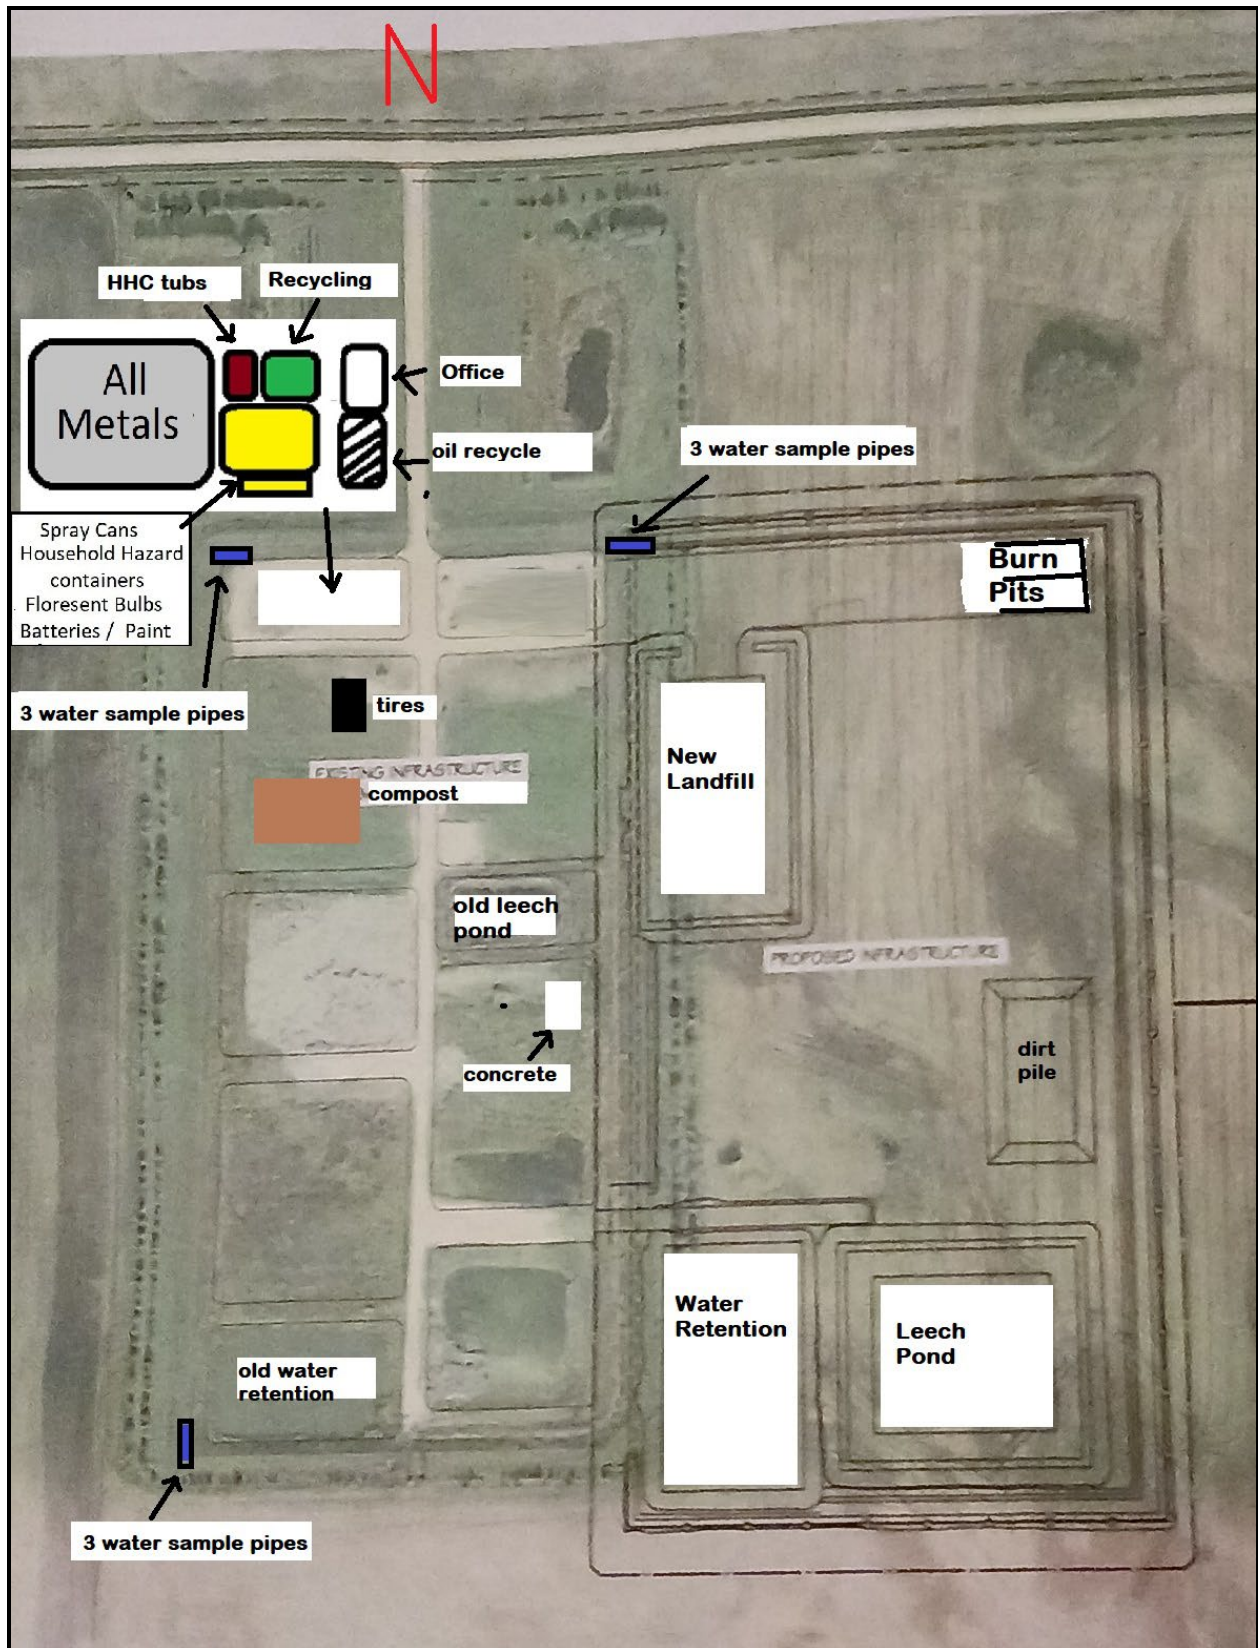 N
HHC tubs
Recycling
All
Metals
Office
oil recycle
3 water sample pipes
Spray Cans
Household Hazard
containers
Floresent Bulbs
Batteries / Paint
Burn
Pits
3 water sample pipes
tires
New
Landfill
EXISTING INFRASTRUCTURE
compost
old leech
pond
PROPOSED INFRASTRUCTURE
concrete
dirt
pile
Water
Retention
Leech
Pond
old water
retention
3 water sample pipes